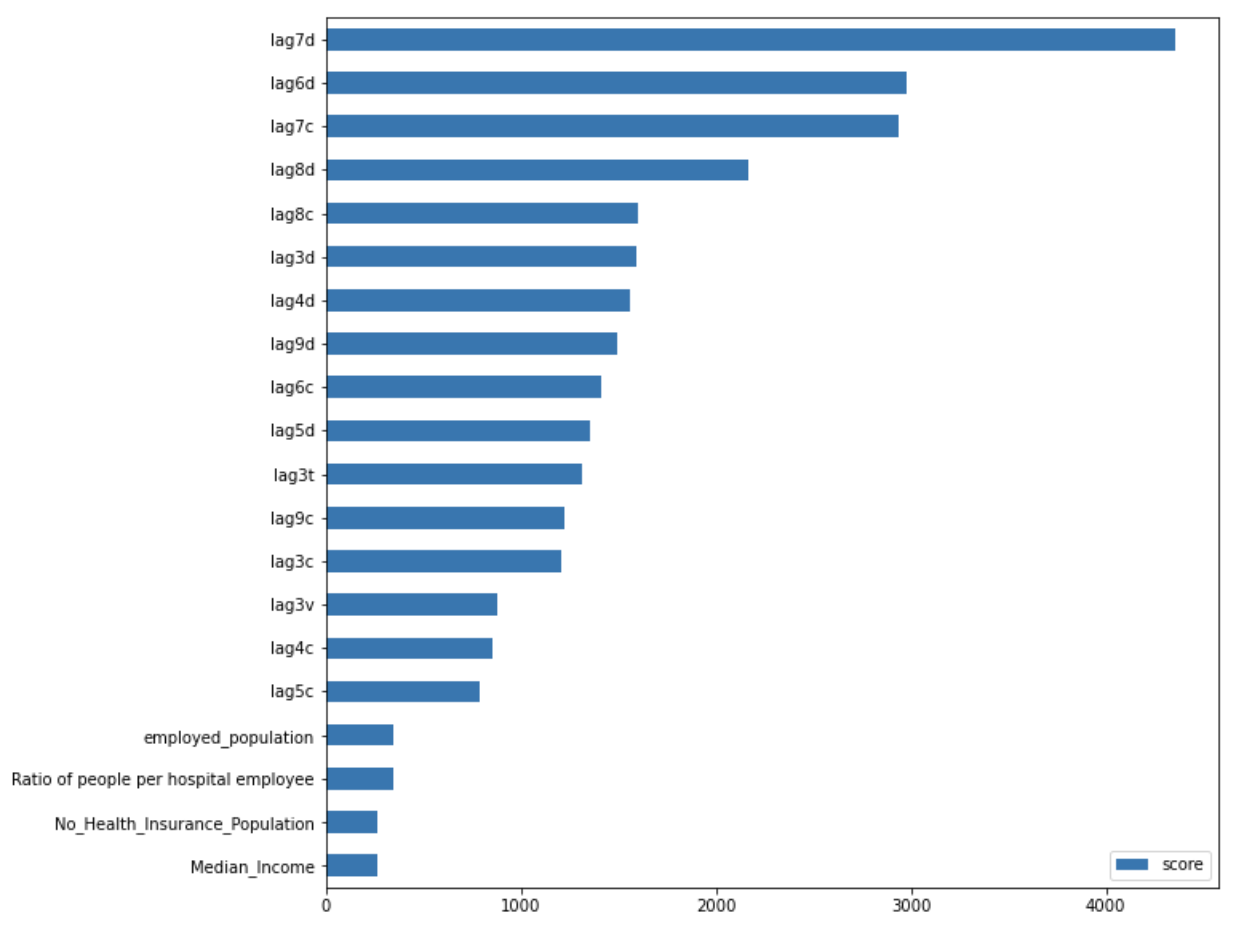 lag7d
lag6d
lag7c
lag8d
lag8c
lag3d
lag4d
lag9d
lag6c
lag5d
lag3t
lag9c
lag3c
lag3v
lag4c
lag5c
employed_population
Ratio of people per hospital employee
No_Health_Insurance_Population
Median_Income
score
0 1000 2000 3000 4000